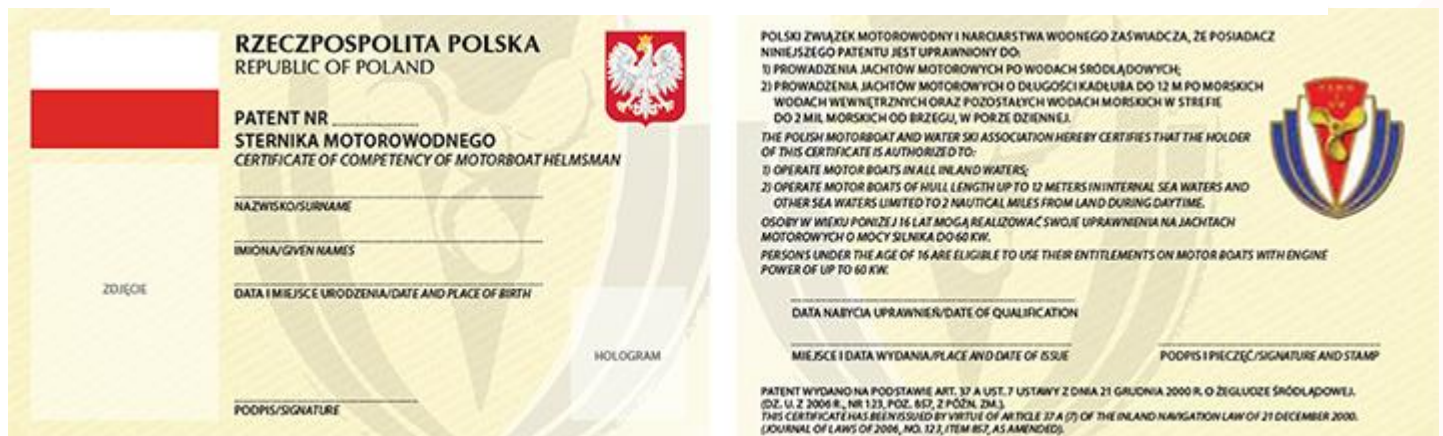 RZECZPOSPOLITA POLSKA
REPUBLIC OF POLAND
PATENT NR ..............
STERNIKA MOTOROWODNEGO
CERTIFICATE OF COMPETENCY OF MOTORBOAT HELMSMAN
NAZWISKO/SURNAME
IMIONA/GIVEN NAMES
ZDJĘCIE
DATA I MIEJSCE URODZENIA/DATE AND PLACE OF BIRTH
HOLOGRAM
PODPIS/SIGNATURE
POLSKI ZWIĄZEK MOTOROWODNY I NARCIARSTWA WODNEGO ZAŚWIADCZA, ŻE POSIADACZ
NINIEJSZEGO PATENTU JEST UPRAWNIONY DO:
1) PROWADZENIA JACHTÓW MOTOROWYCH PO WODACH ŚRÓDLĄDOWYCH;
2) PROWADZENIA JACHTÓW MOTOROWYCH O DŁUGOŚCI KADŁUBA DO 12 M PO MORSKICH
WODACH WEWNĘTRZNYCH ORAZ POZOSTAŁYCH WODACH MORSKICH W STREFIE
DO 2 MIL MORSKICH OD BRZEGU, W PORZE DZIENNEJ.
THE POLISH MOTORBOAT AND WATER SKI ASSOCIATION HEREBY CERTIFIES THAT THE HOLDER
OF THIS CERTIFICATE IS AUTHORIZED TO:
1) OPERATE MOTOR BOATS IN ALL INLAND WATERS;
2) OPERATE MOTOR BOATS OF HULL LENGTH UP TO 12 METERS IN INTERNAL SEA WATERS AND
OTHER SEA WATERS LIMITED TO 2 NAUTICAL MILES FROM LAND DURING DAYTIME.
OSOBY W WIEKU PONIŻEJ 16 LAT MOGĄ REALIZOWAĆ SWOJE UPRAWNIENIA NA JACHTACH
MOTOROWYCH O MOCY SILNIKA DO 60 KW.
PERSONS UNDER THE AGE OF 16 ARE ELIGIBLE TO USE THEIR ENTITLEMENTS ON MOTOR BOATS WITH ENGINE
POWER OF UP TO 60 KW.
DATA NABYCIA UPRAWNIEŃ/DATE OF QUALIFICATION
MIEJSCE I DATA WYDANIA/PLACE AND DATE OF ISSUE
PODPIS I PIECZĘĆ/SIGNATURE AND STAMP
PATENT WYDANO NA PODSTAWIE ART. 37 A UST. 7 USTAWY Z DNIA 21 GRUDNIA 2000 R. O ŻEGLUDZE ŚRÓDLĄDOWEJ.
(DZ. U. Z 2006 R., NR 123, POZ. 857, Z PÓŹN. ZM.).
THIS CERTIFICATE HAS BEEN ISSUED BY VIRTUE OF ARTICLE 37 A (7) OF THE INLAND NAVIGATION LAW OF 21 DECEMBER 2000.
(JOURNAL OF LAWS OF 2006, NO. 123, ITEM 857, AS AMENDED).